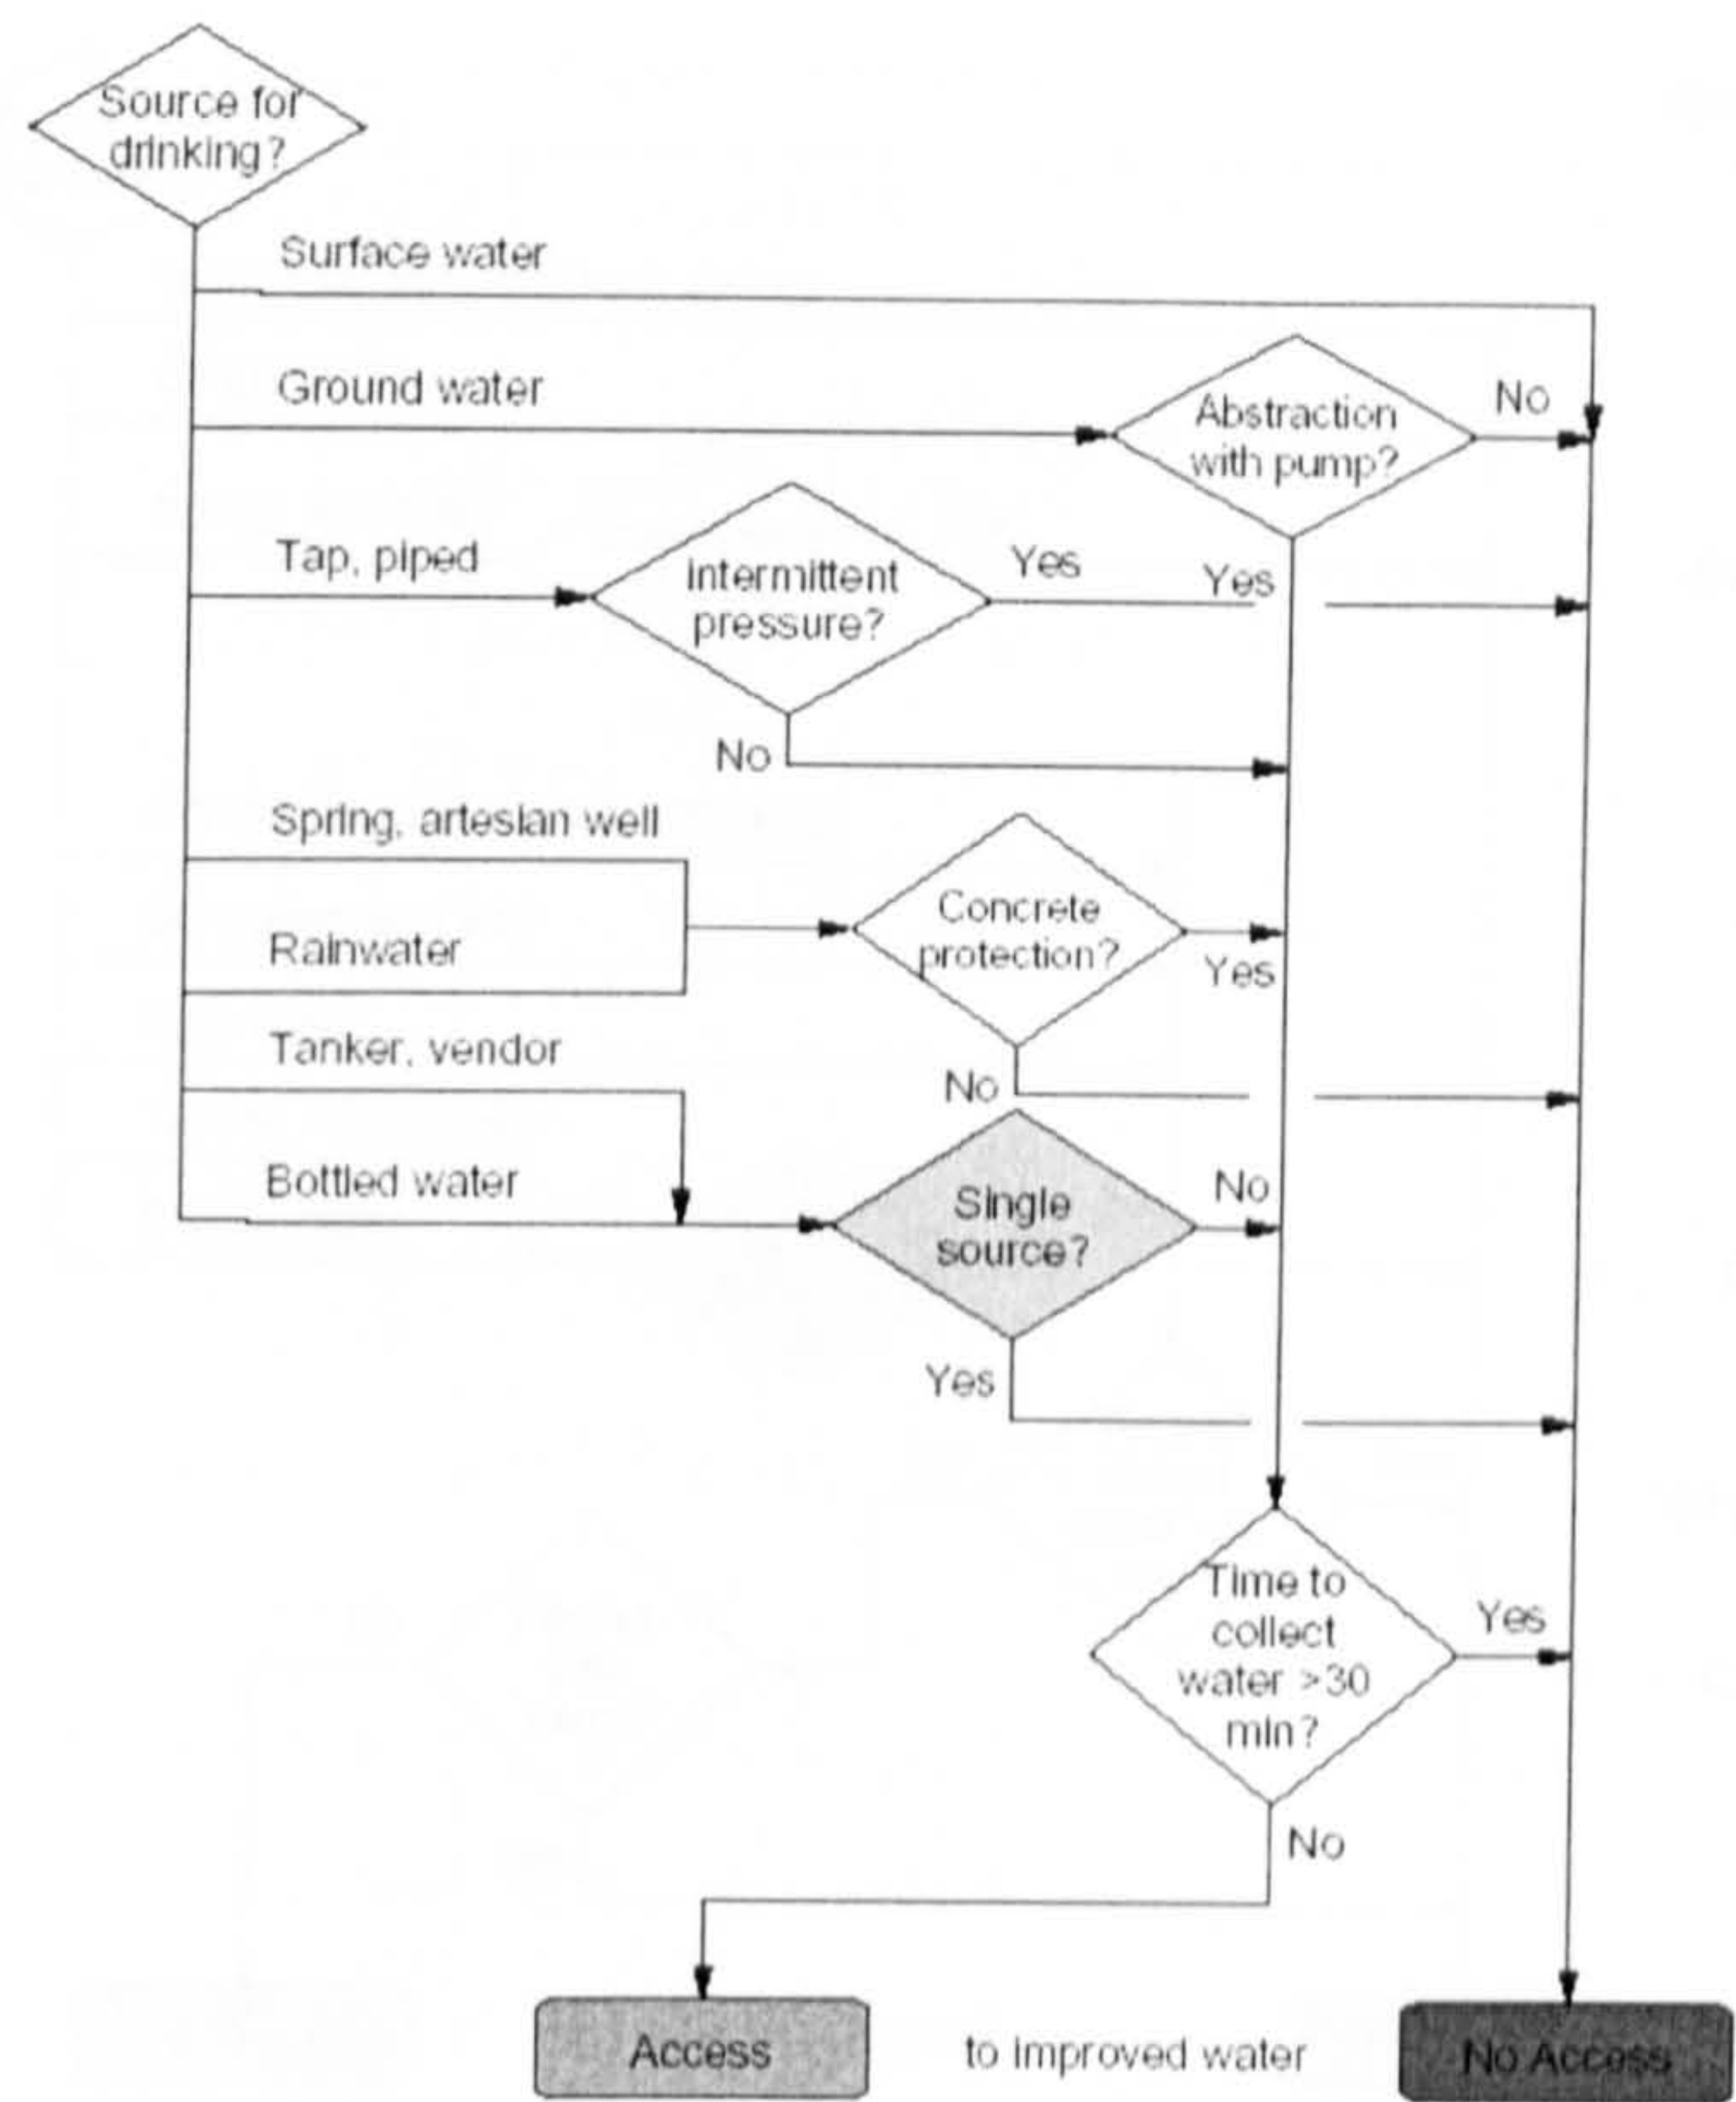 Source for
drinking?
Surface water
Ground water
Abstraction
with pump?
No
Tap, piped
Intermittent
pressure?
Yes
Yes
No
Spring, artesian well
Rainwater
Concrete
protection?
Yes
Tanker, vendor
No
Bottled water
Single
source?
No
Yes
Time to
collect
water >30
min?
Yes
No
Access
to improved water
No Access